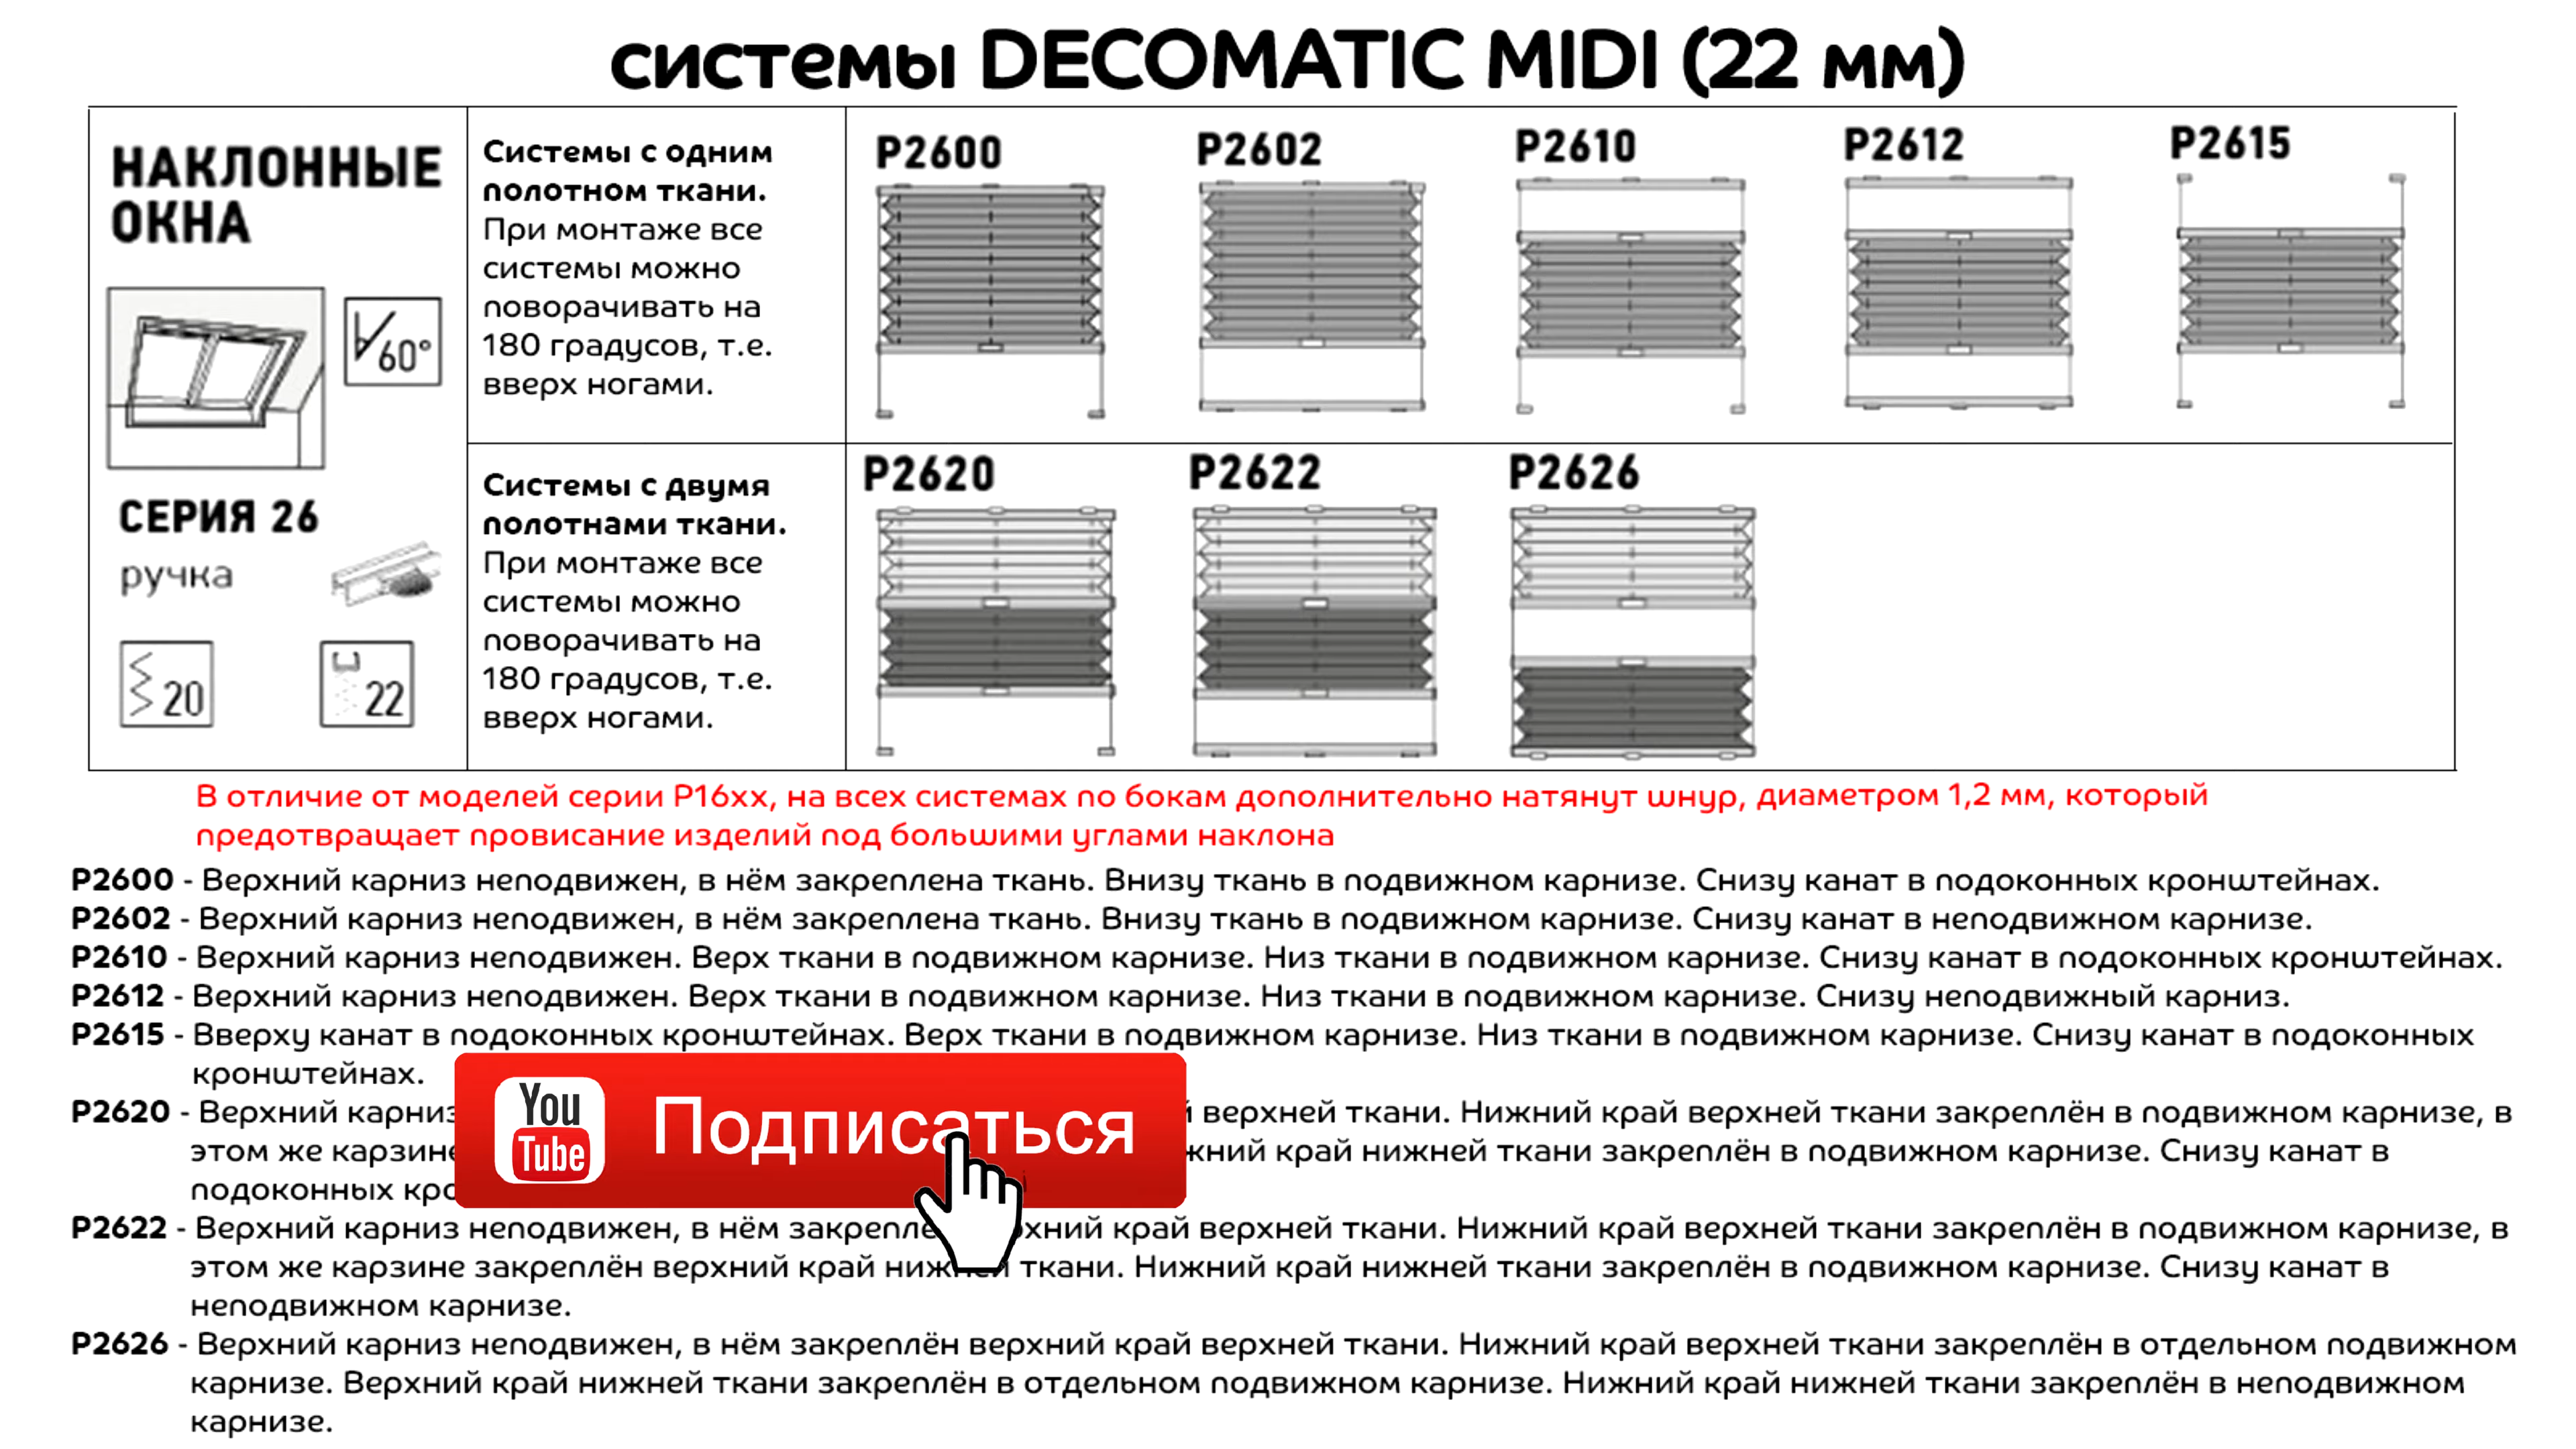 системы DECOMATIC MIDI (22 мм)
НАКЛОННЫЕ
ОКНА
60°
СЕРИЯ 26
ручка
20
22
Системы с одним
полотном ткани.
При монтаже все
системы можно
поворачивать на
180 градусов, т.е.
вверх ногами.
P2600
P2602
P2610
P2612
P2615
Системы с двумя
полотнами ткани.
При монтаже все
системы можно
поворачивать на
180 градусов, т.е.
вверх ногами.
P2620
P2622
P2626
В отличие от моделей серии P16xx, на всех системах по бокам дополнительно натянут шнур, диаметром 1,2 мм, который
предотвращает провисание изделий под большими углами наклона
P2600 - Верхний карниз неподвижен, в нём закреплена ткань. Внизу ткань в подвижном карнизе. Снизу канат в подоконных кронштейнах.
P2602 - Верхний карниз неподвижен, в нём закреплена ткань. Внизу ткань в подвижном карнизе. Снизу канат в неподвижном карнизе.
P2610 - Верхний карниз неподвижен. Верх ткани в подвижном карнизе. Низ ткани в подвижном карнизе. Снизу канат в подоконных кронштейнах.
P2612 - Верхний карниз неподвижен. Верх ткани в подвижном карнизе. Низ ткани в подвижном карнизе. Снизу неподвижный карниз.
P2615 - Вверху канат в подоконных кронштейнах. Верх ткани в подвижном карнизе. Низ ткани в подвижном карнизе. Снизу канат в подоконных
кронштейнах.
P2620 - Верхний верхней ткани. Нижний край верхней ткани закреплён в подвижном карнизе, в
этом же край нижней ткани закреплён в подвижном карнизе. Снизу канат в
подоконных
You Tube Подписаться
P2622 - Верхний карниз неподвижен, в нём край верхней ткани. Нижний край верхней ткани закреплён в подвижном карнизе, в
этом же карзине закреплён верхний край ткани. Нижний край нижней ткани закреплён в подвижном карнизе. Снизу канат в
неподвижном карнизе.
P2626 - Верхний карниз неподвижен, в нём закреплён верхний край верхней ткани. Нижний край верхней ткани закреплён в отдельном подвижном
карнизе. Верхний край нижней ткани закреплён в отдельном подвижном карнизе. Нижний край нижней ткани закреплён в неподвижном
карнизе.